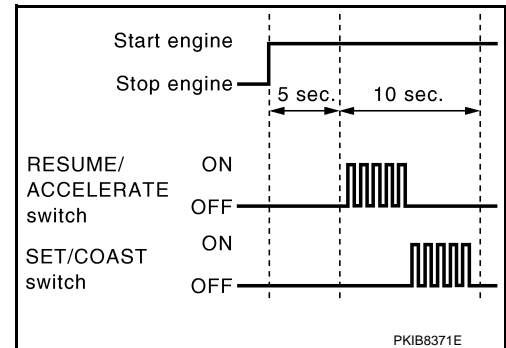 Start engine
Stop engine
5 sec. 10 sec.
RESUME/ ON
ACCELERATE
switch OFF
ON
SET/COAST
switch OFF
PKIB8371E